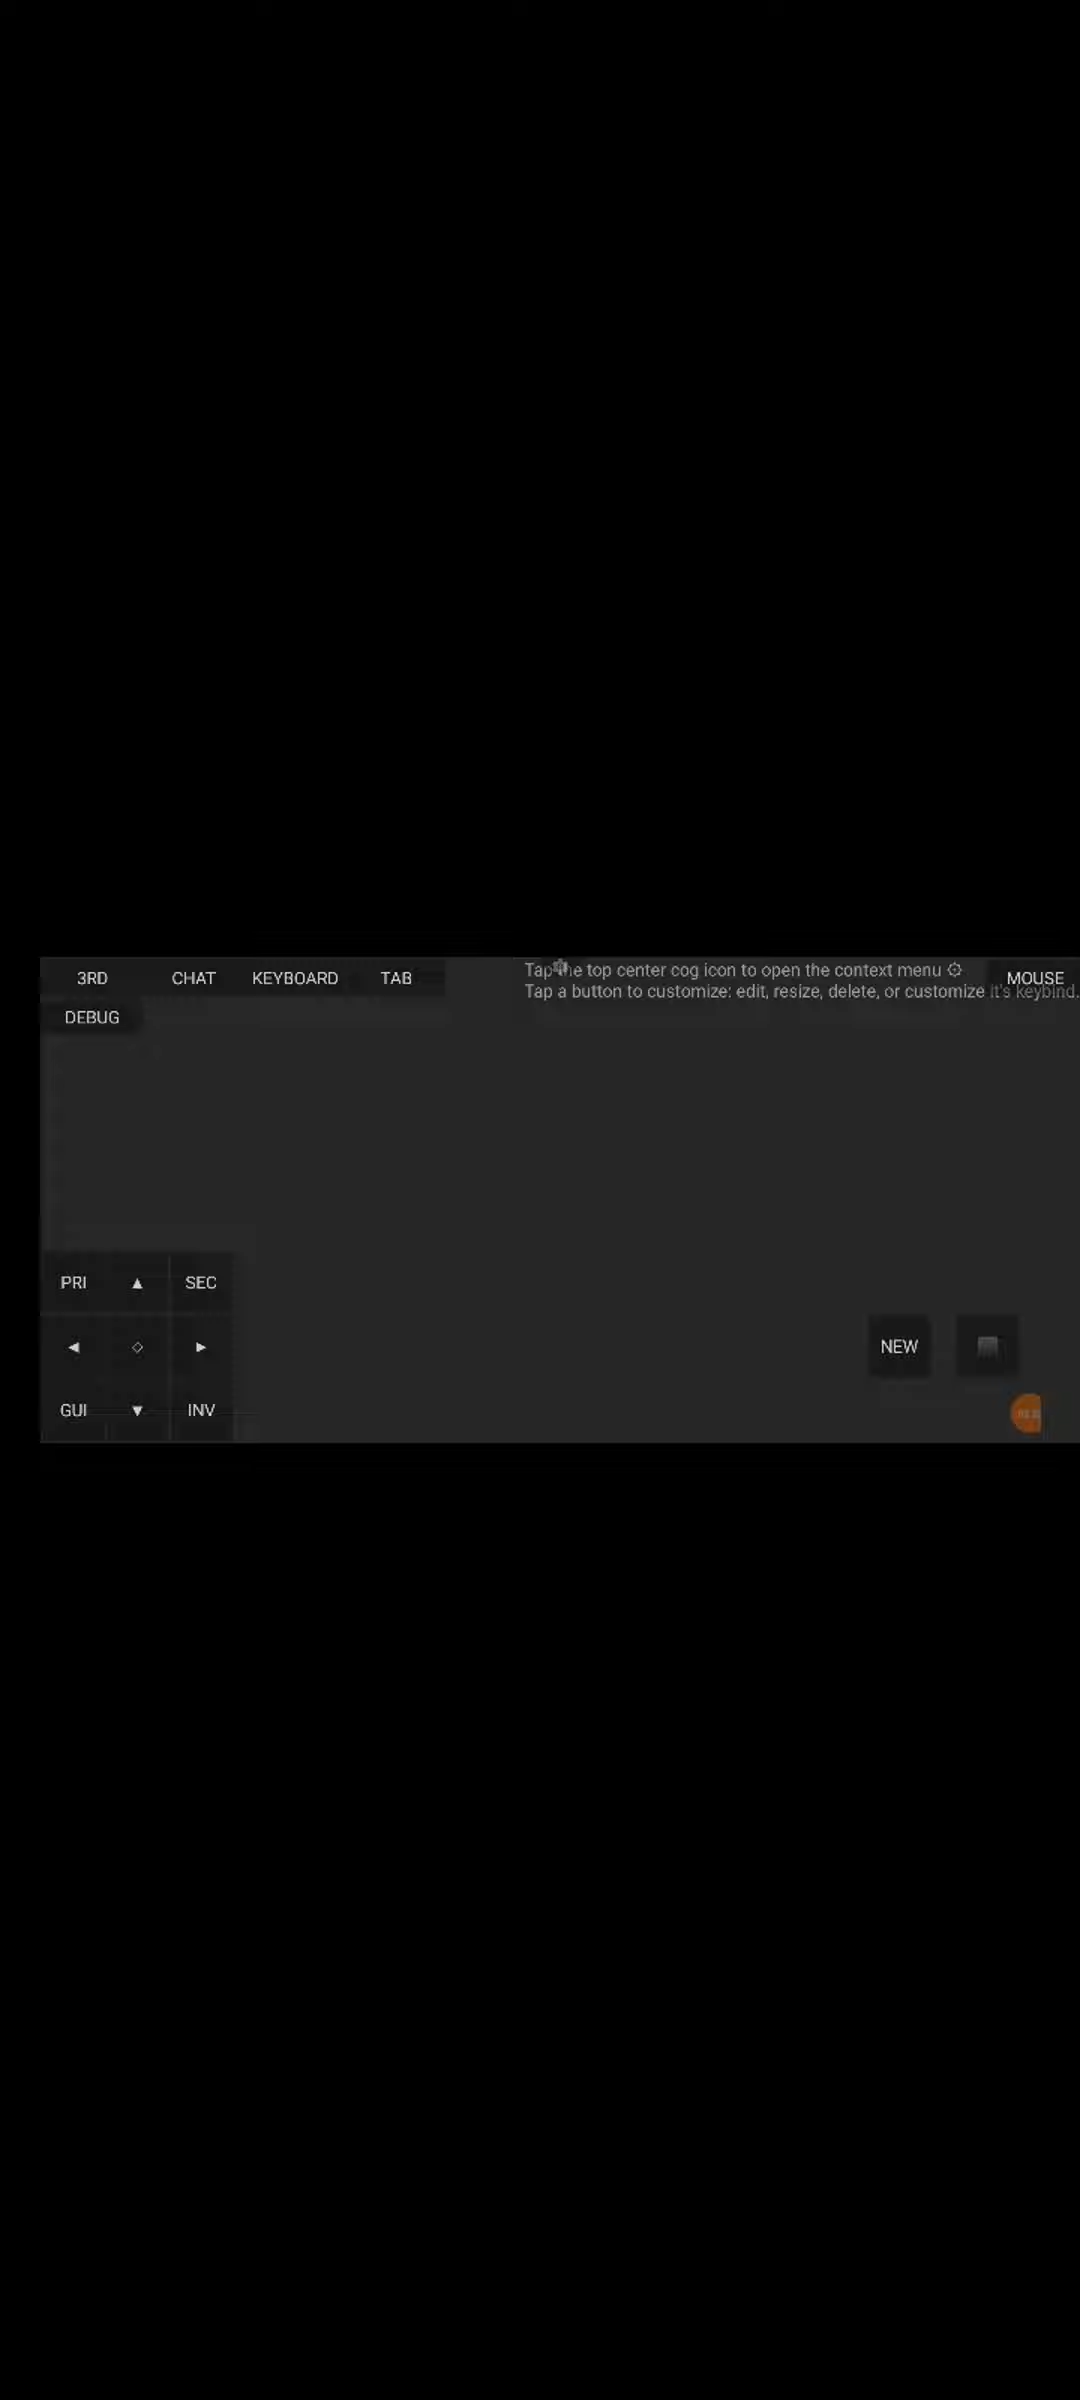 3RD CHAT KEYBOARD TAB
Tap the top center cog icon to open the context menu
MOUSE
Tap a button to customize: edit, resize, delete, or customize it's keybind.
DEBUG
PRI ▲ SEC
◀ ◇ ▶
NEW
GUI ▼ INV